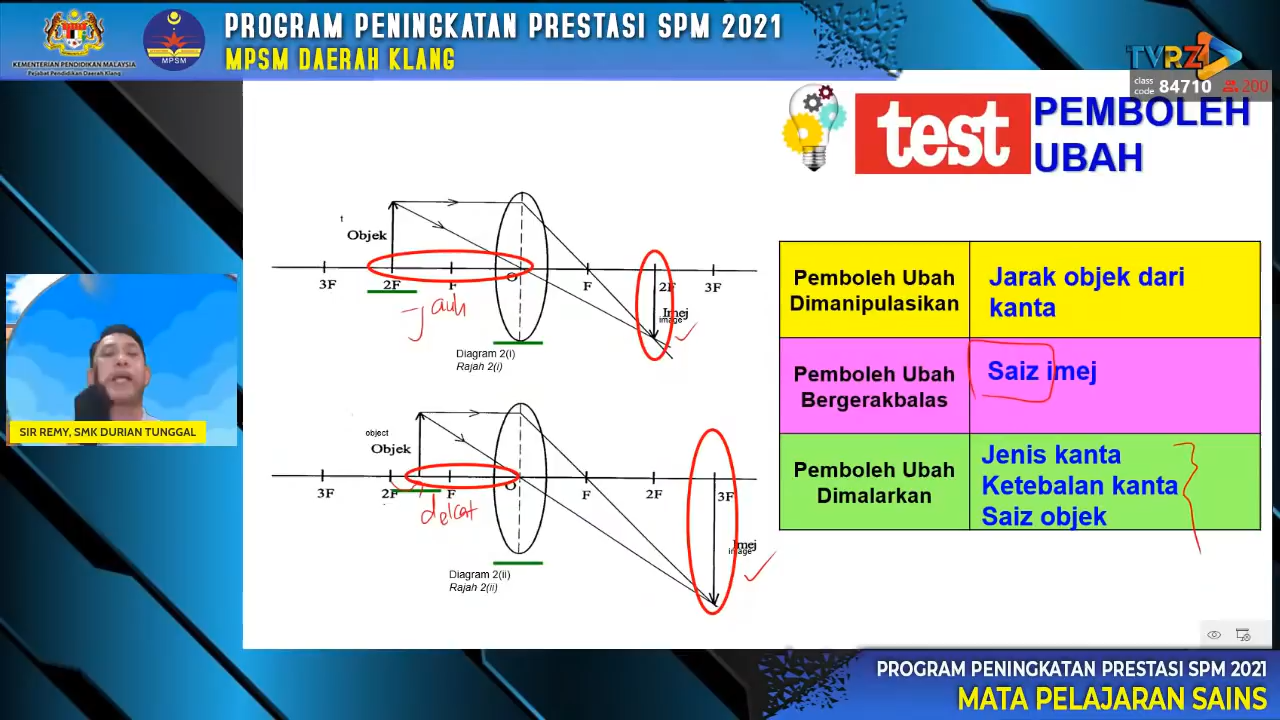 PROGRAM PENINGKATAN PRESTASI SPM 2021
MPSM DAERAH KLANG
KEMENTERIAN PENDIDIKAN MALAYSIA
Pejabat Pendidikan Daerah Klang
MPSM
TVRZ
class code 84710 200
test PEMBOLEH UBAH
Objek
3F 2F F O F 2F 3F
jauh
Imej
image
Diagram 2(i)
Rajah 2(i)
object
Objek
3F 2F F O F 2F 3F
dekat
Imej
image
Diagram 2(ii)
Rajah 2(ii)
Pemboleh Ubah
Dimanipulasikan
Jarak objek dari
kanta
Pemboleh Ubah
Bergerakbalas
Saiz imej
Pemboleh Ubah
Dimalarkan
Jenis kanta
Ketebalan kanta
Saiz objek
SIR REMY, SMK DURIAN TUNGGAL
PROGRAM PENINGKATAN PRESTASI SPM 2021
MATA PELAJARAN SAINS